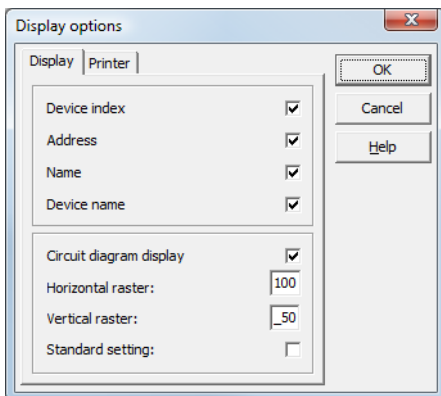 Display options
Display
Printer
OK
Cancel
Help
Device index
Address
Name
Device name
Circuit diagram display
Horizontal raster: 100
Vertical raster: _50
Standard setting: